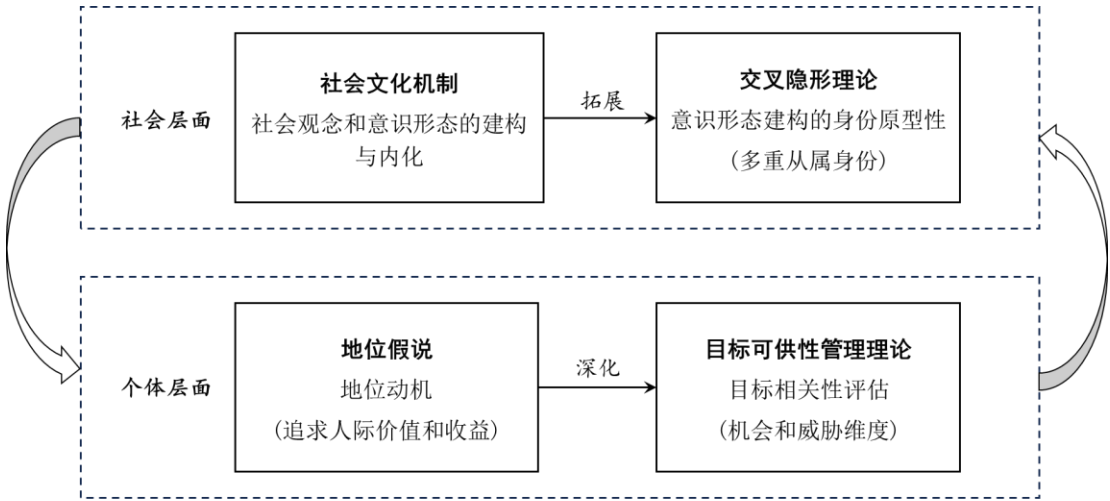 社会层面
社会文化机制
社会观念和意识形态的建构
与内化
拓展
交叉隐形理论
意识形态建构的身份原型性
(多重从属身份)
个体层面
地位假说
地位动机
(追求人际价值和收益)
深化
目标可供性管理理论
目标相关性评估
(机会和威胁维度)